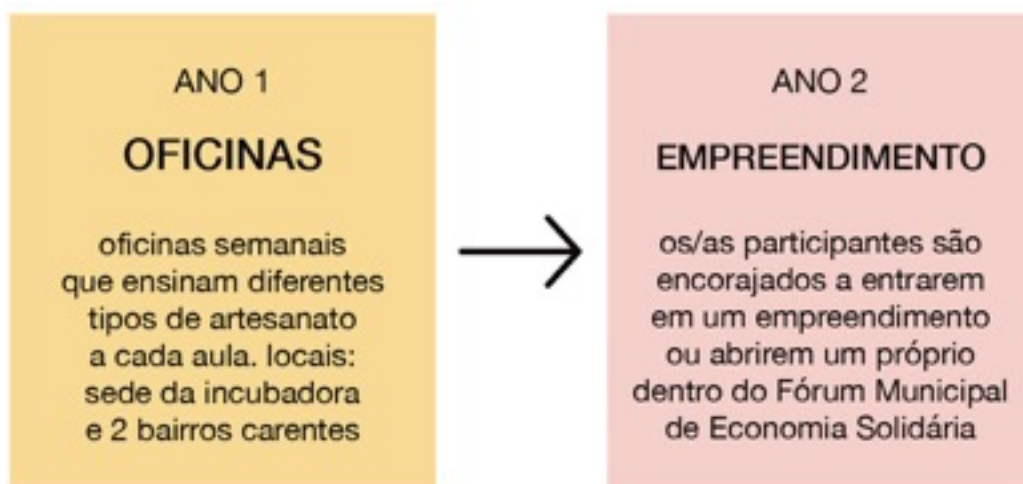 ANO 1
OFICINAS
oficinas semanais
que ensinam diferentes
tipos de artesanato
a cada aula. locais:
sede da incubadora
e 2 bairros carentes
ANO 2
EMPREENDIMENTO
os/as participantes são
encorajados a entrarem
em um empreendimento
ou abrirem um próprio
dentro do Fórum Municipal
de Economia Solidária